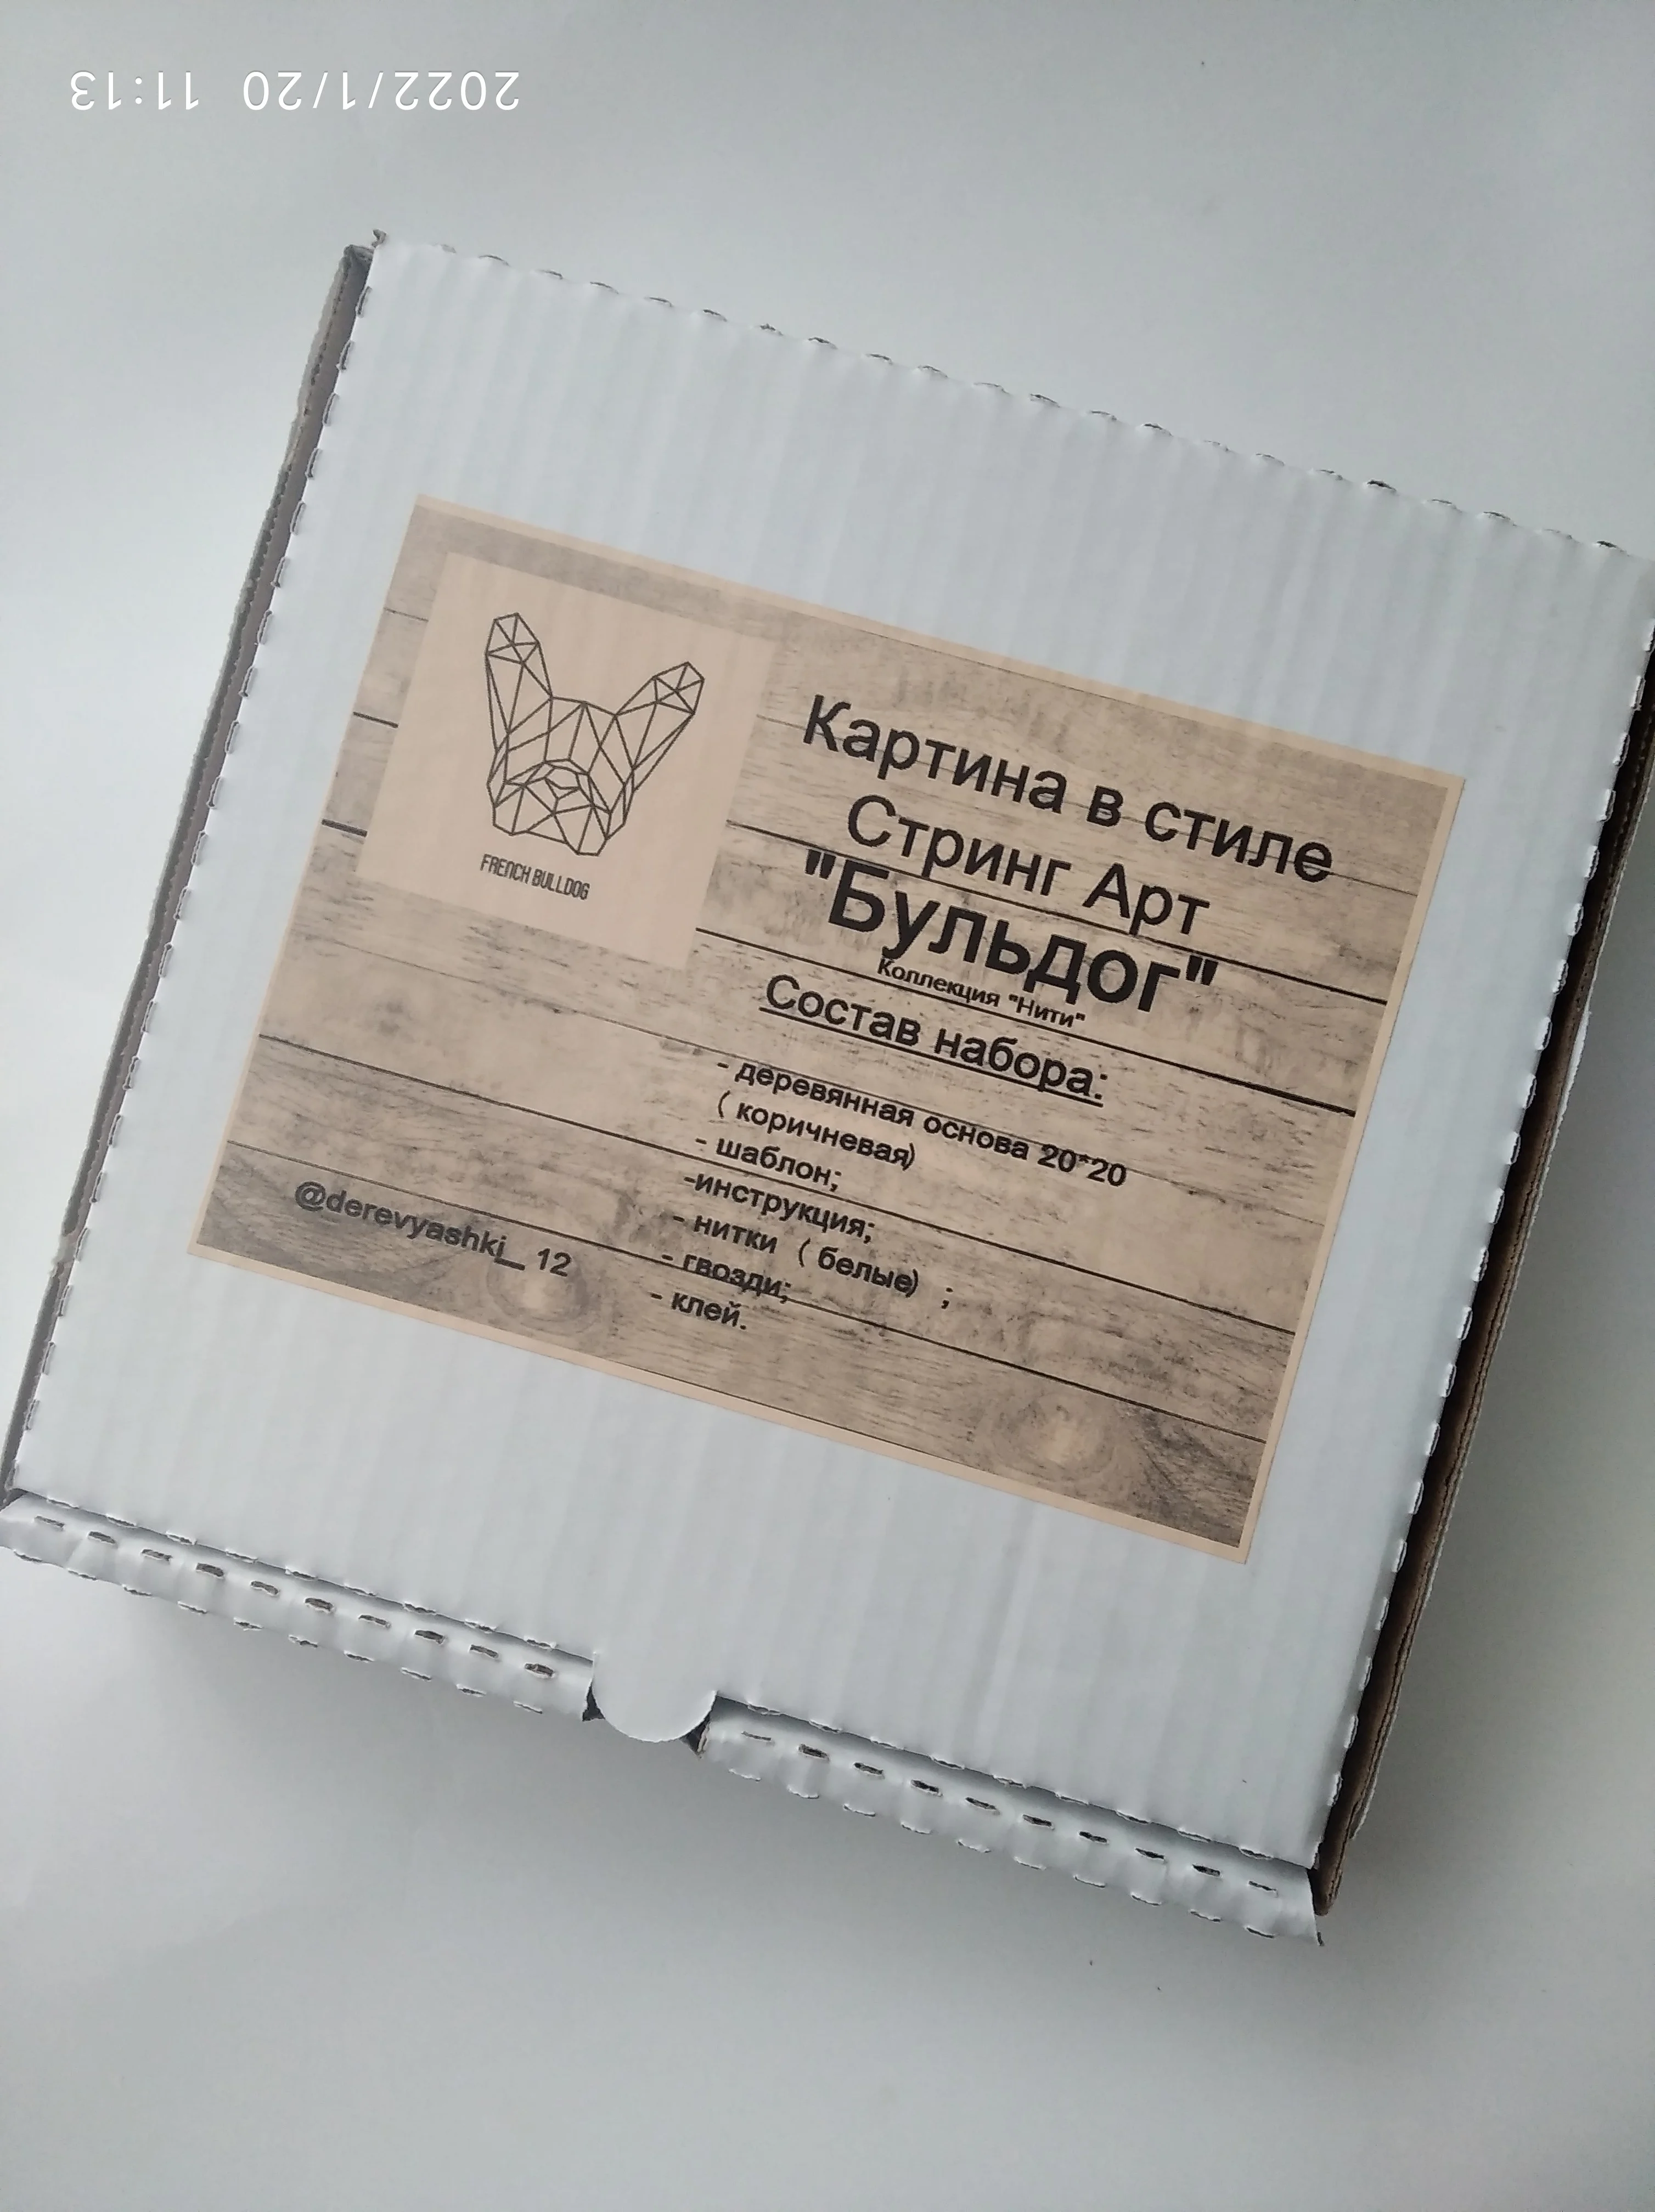 2022/1/20 11:13
FRENCH BULLDOG
Картина в стиле
Стринг Арт
"Бульдог"
Коллекция "Нити"
Состав набора:
- деревянная основа 20*20
( коричневая)
- шаблон;
-инструкция;
- нитки ( белые) ;
- гвозди;
- клей.
@derevyashki_ 12